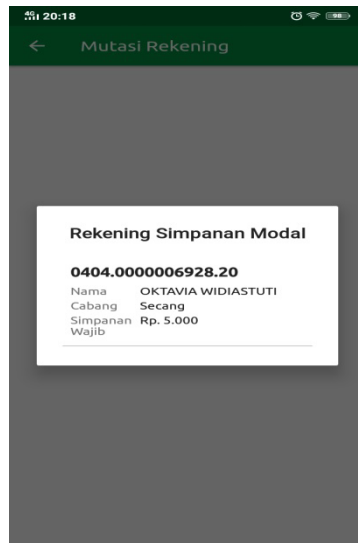 4G 20:18 98
Mutasi Rekening
Rekening Simpanan Modal
0404.0000006928.20
Nama OKTAVIA WIDIASTUTI
Cabang Secang
Simpanan Rp. 5.000
Wajib